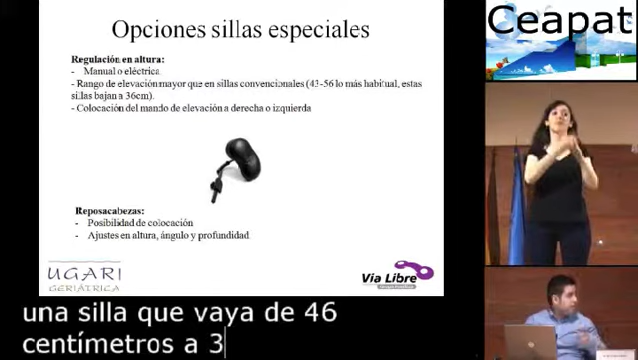 Opciones sillas especiales
Regulación en altura:
- Manual o eléctrica.
- Rango de elevación mayor que en sillas convencionales (43-56 lo más habitual, estas
sillas bajan a 36cm).
- Colocación del mando de elevación a derecha o izquierda
Reposacabezas:
- Posibilidad de colocación
- Ajustes en altura, ángulo y profundidad
UGARI
GERIÁTRICA
Vía Libre
Ceapat
una silla que vaya de 46
centímetros a 3